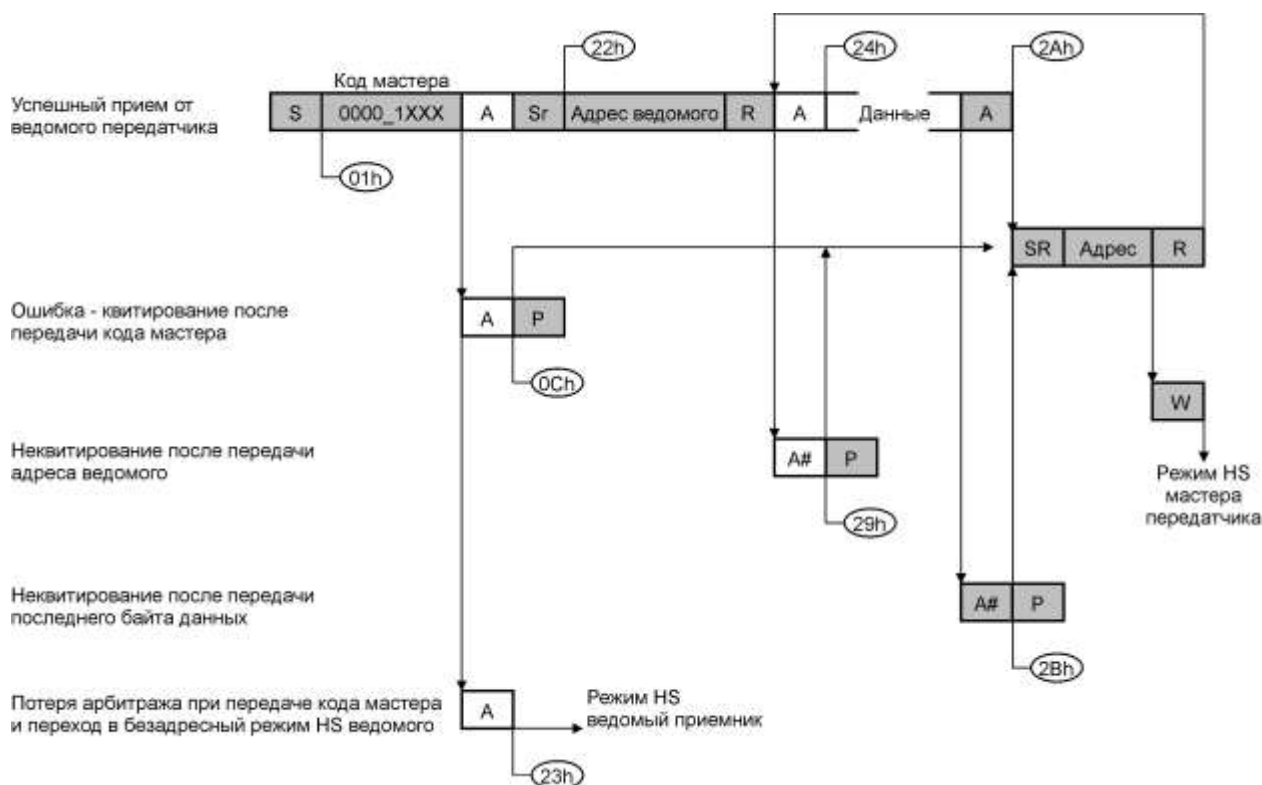 22h
24h
2Ah
Код мастера
Успешный прием от
ведомого передатчика
S 0000_1XXX A Sr Адрес ведомого R A Данные A
01h
SR Адрес R
Ошибка - квитирование после
передачи кода мастера
A P
0Ch
W
Неквитирование после передачи
адреса ведомого
A# P
Режим HS
мастера
передатчика
29h
Неквитирование после передачи
последнего байта данных
A# P
2Bh
Потеря арбитража при передаче кода мастера
и переход в безадресный режим HS ведомого
A
Режим HS
ведомый приемник
23h